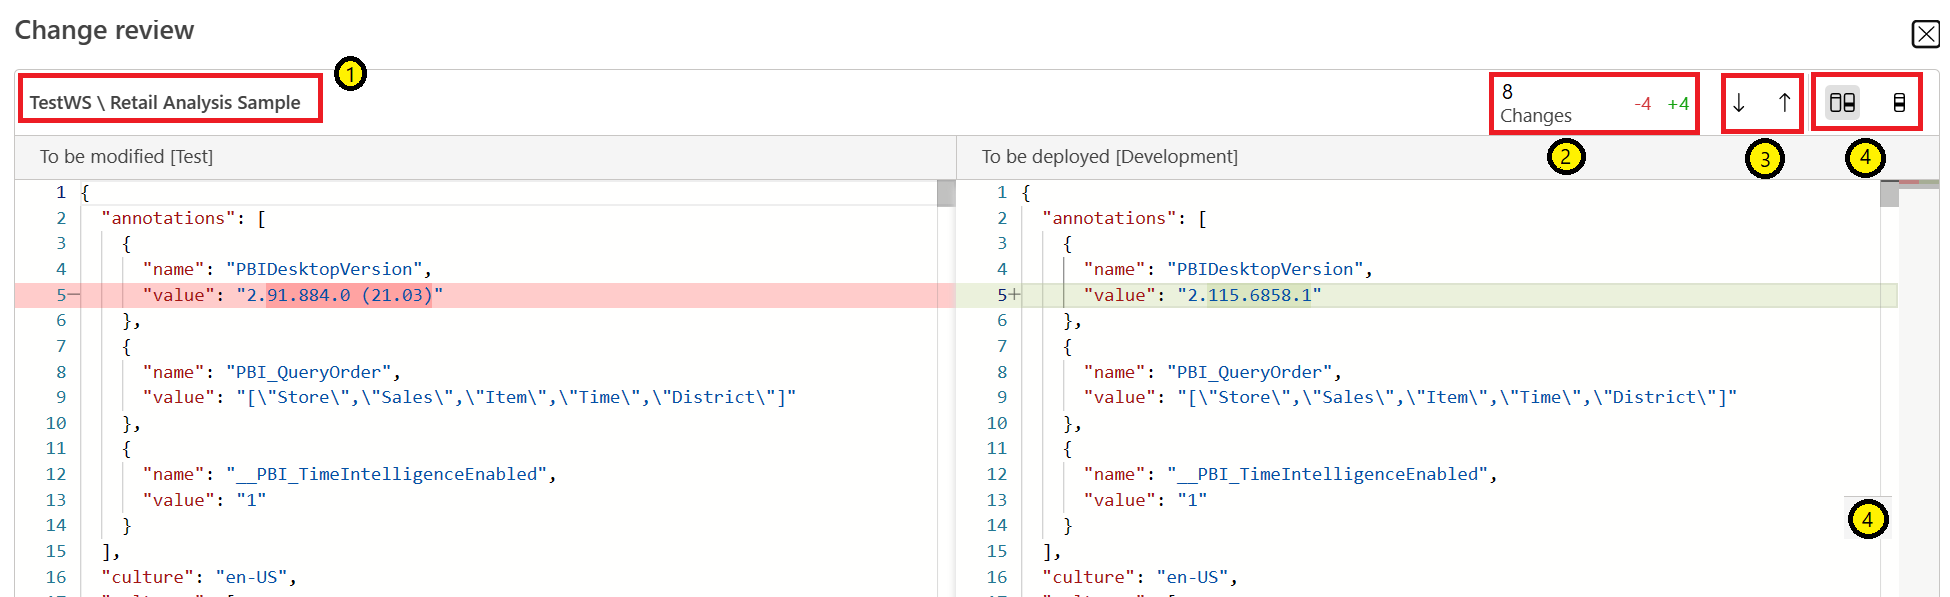 Change review
1
TestWS \ Retail Analysis Sample
8
Changes
-4 +4
2
3
4
To be modified [Test]
1 {
2 "annotations": [
3 {
4 "name": "PBIDesktopVersion",
5— "value": "2.91.884.0 (21.03)"
6 },
7 {
8 "name": "PBI_QueryOrder",
9 "value": "[\"Store\",\"Sales\",\"Item\",\"Time\",\"District\"]"
10 },
11 {
12 "name": "__PBI_TimeIntelligenceEnabled",
13 "value": "1"
14 }
15 ],
16 "culture": "en-US",
To be deployed [Development]
1 {
2 "annotations": [
3 {
4 "name": "PBIDesktopVersion",
5+ "value": "2.115.6858.1"
6 },
7 {
8 "name": "PBI_QueryOrder",
9 "value": "[\"Store\",\"Sales\",\"Item\",\"Time\",\"District\"]"
10 },
11 {
12 "name": "__PBI_TimeIntelligenceEnabled",
13 "value": "1"
14 }
15 ],
16 "culture": "en-US",
4